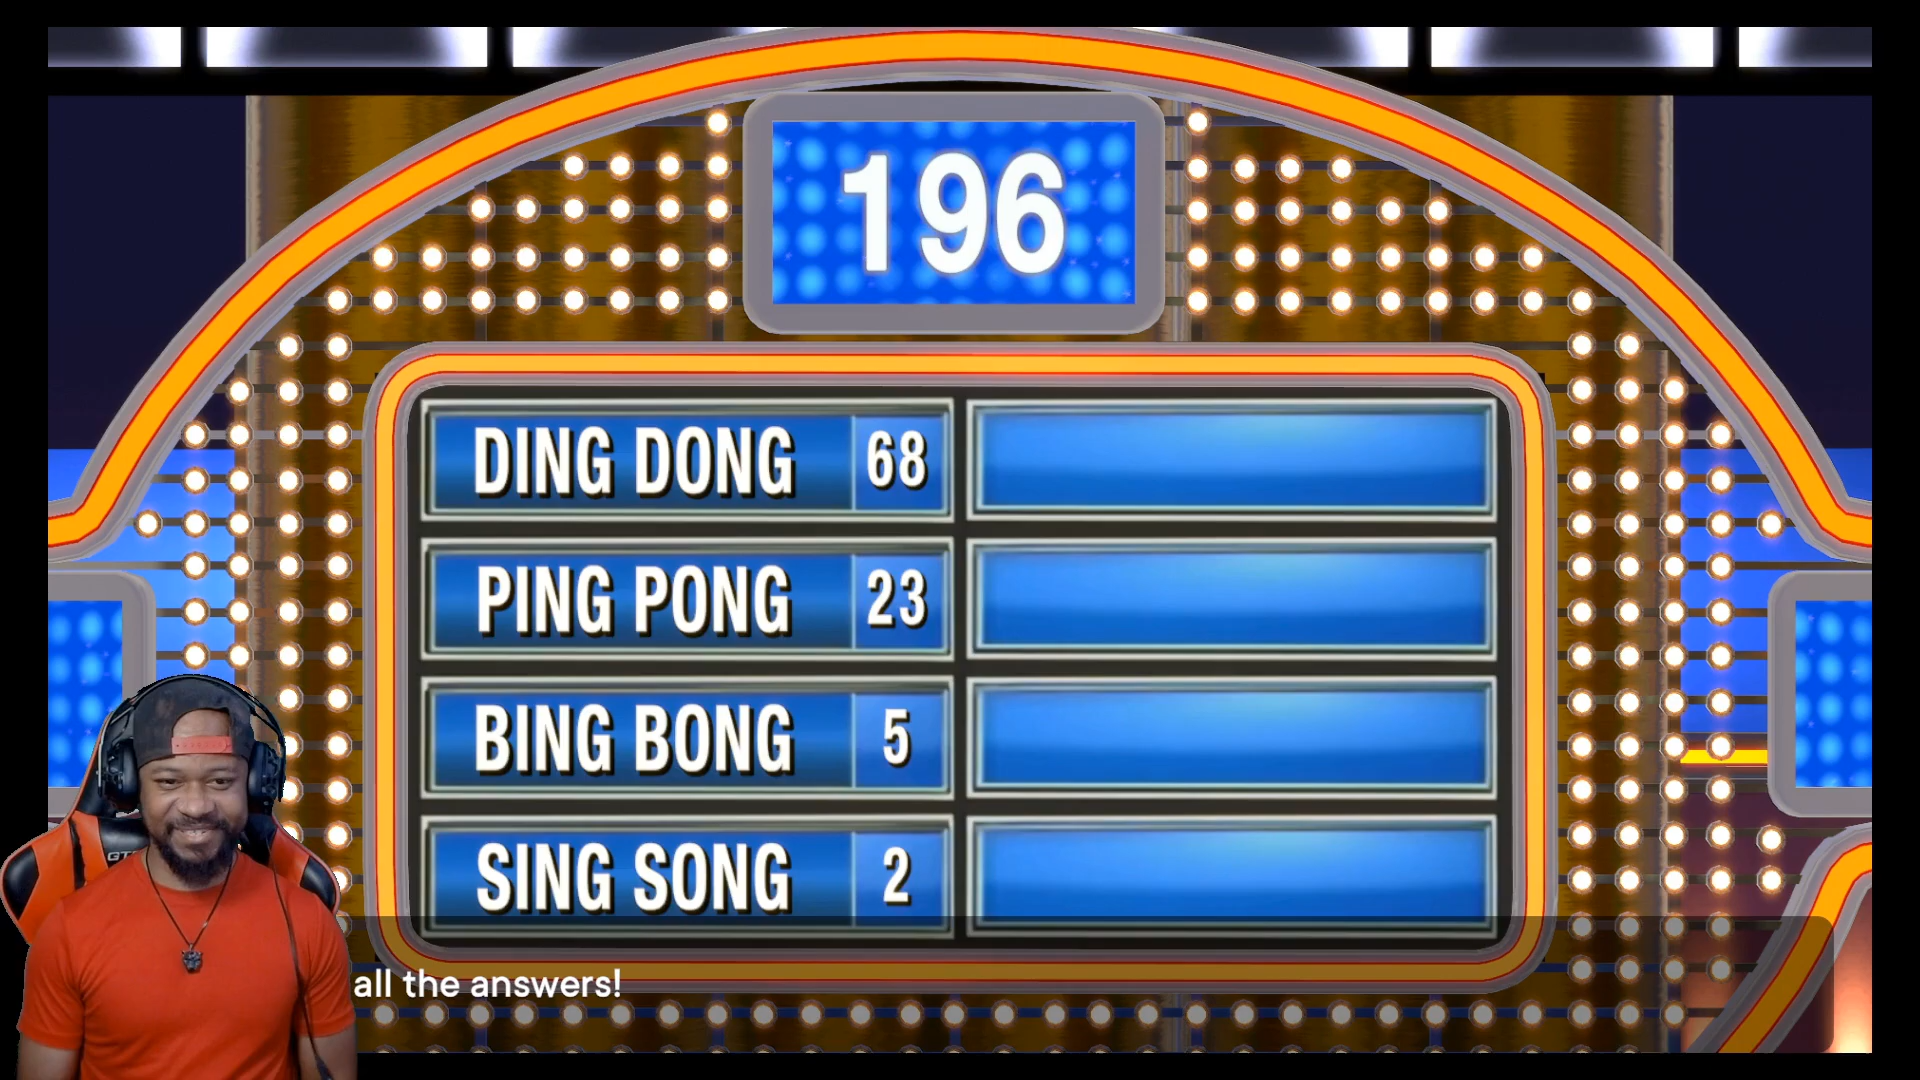 196
DING DONG 68
PING PONG 23
BING BONG 5
SING SONG 2
all the answers!